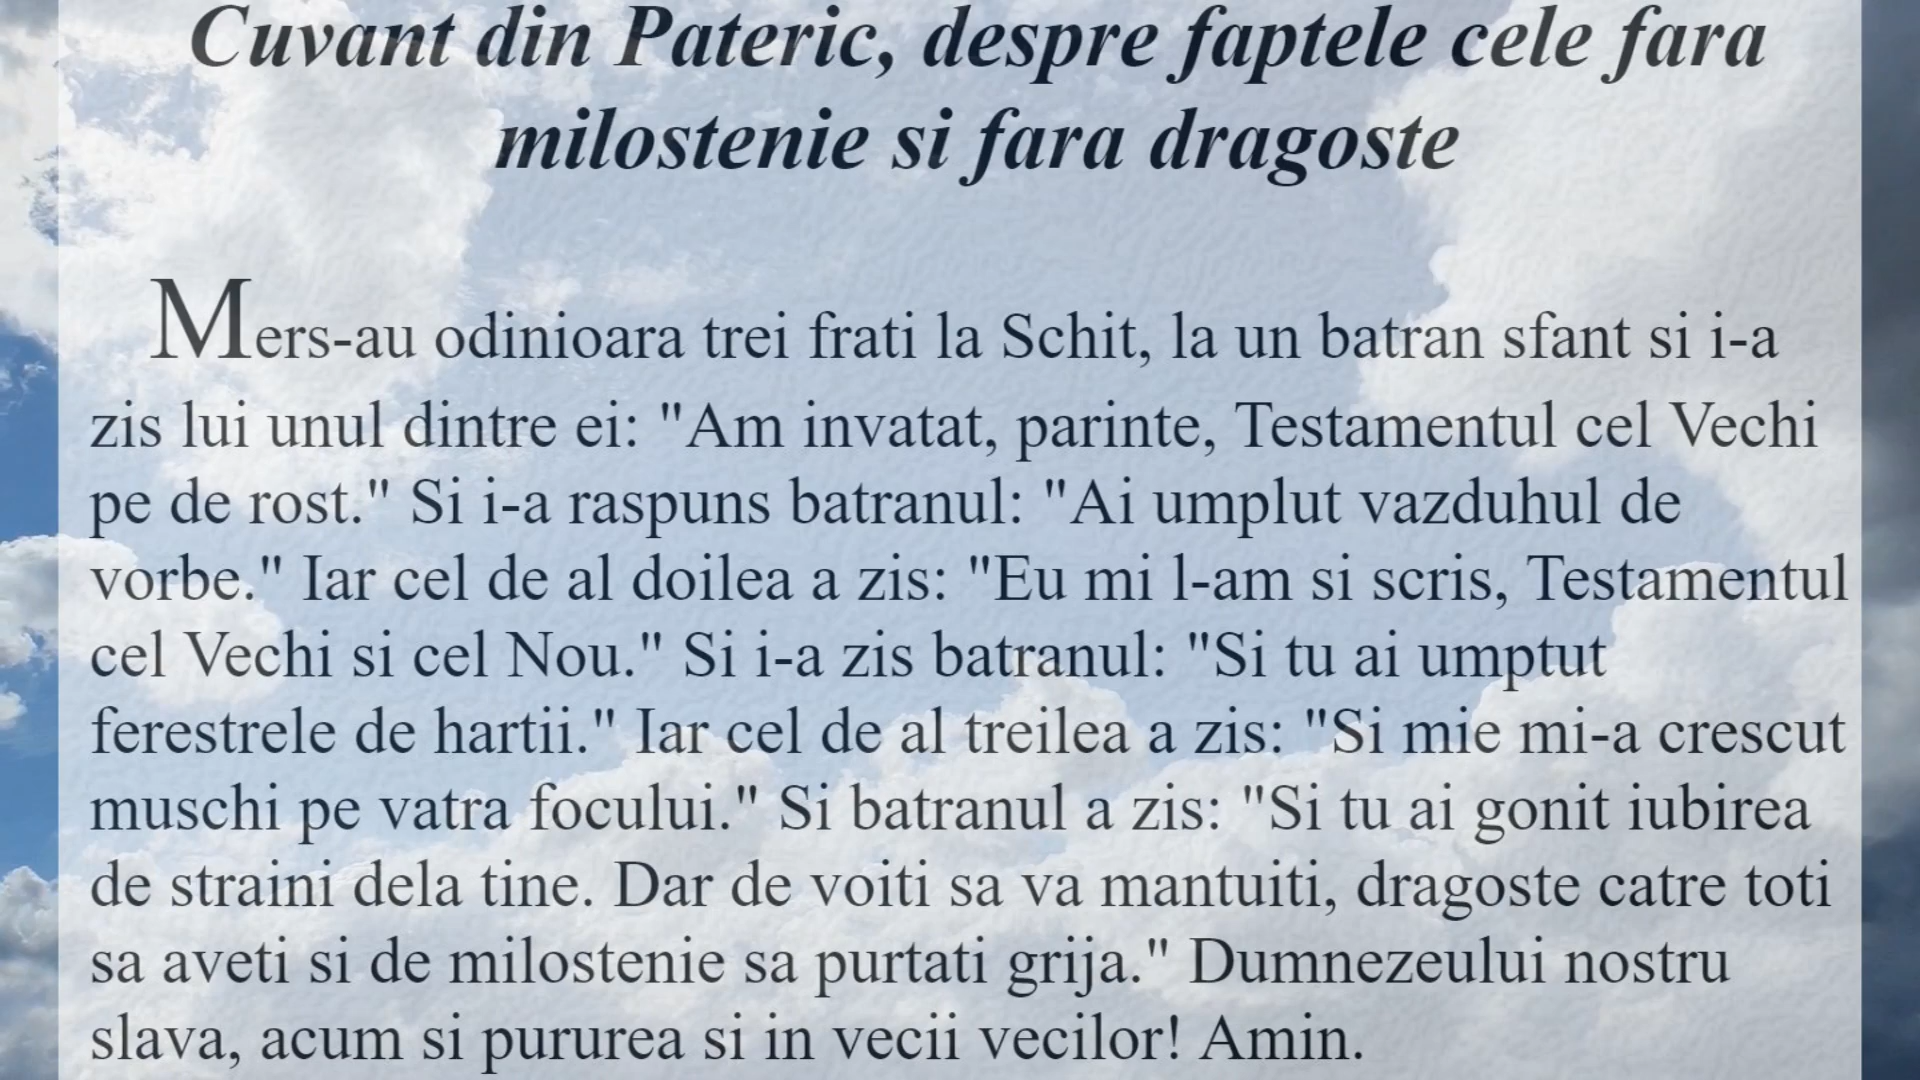 Cuvant din Pateric, despre faptele cele fara
milostenie si fara dragoste
Mers-au odinioara trei frati la Schit, la un batran sfant si i-a
zis lui unul dintre ei: "Am invatat, parinte, Testamentul cel Vechi
pe de rost." Si i-a raspuns batranul: "Ai umplut vazduhul de
vorbe." Iar cel de al doilea a zis: "Eu mi l-am si scris, Testamentul
cel Vechi si cel Nou." Si i-a zis batranul: "Si tu ai umptut
ferestrele de hartii." Iar cel de al treilea a zis: "Si mie mi-a crescut
muschi pe vatra focului." Si batranul a zis: "Si tu ai gonit iubirea
de straini dela tine. Dar de voiti sa va mantuiti, dragoste catre toti
sa aveti si de milostenie sa purtati grija." Dumnezeului nostru
slava, acum si pururea si in vecii vecilor! Amin.